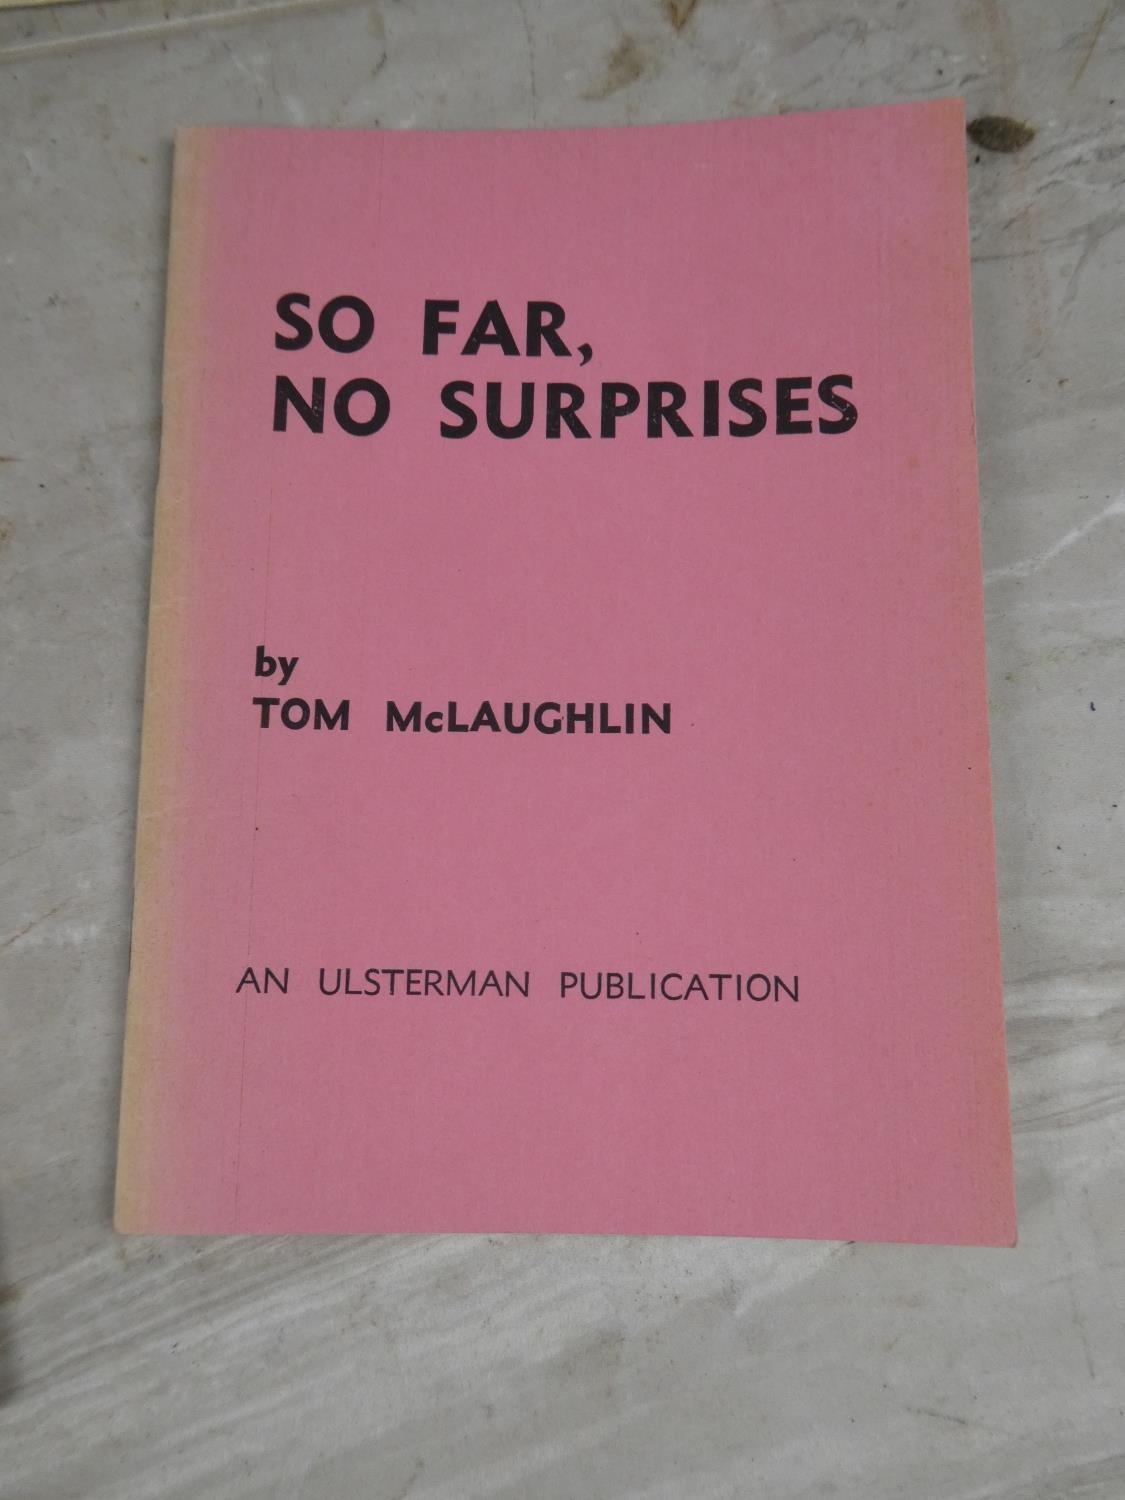 SO FAR,
NO SURPRISES
by
TOM McLAUGHLIN
AN ULSTERMAN PUBLICATION